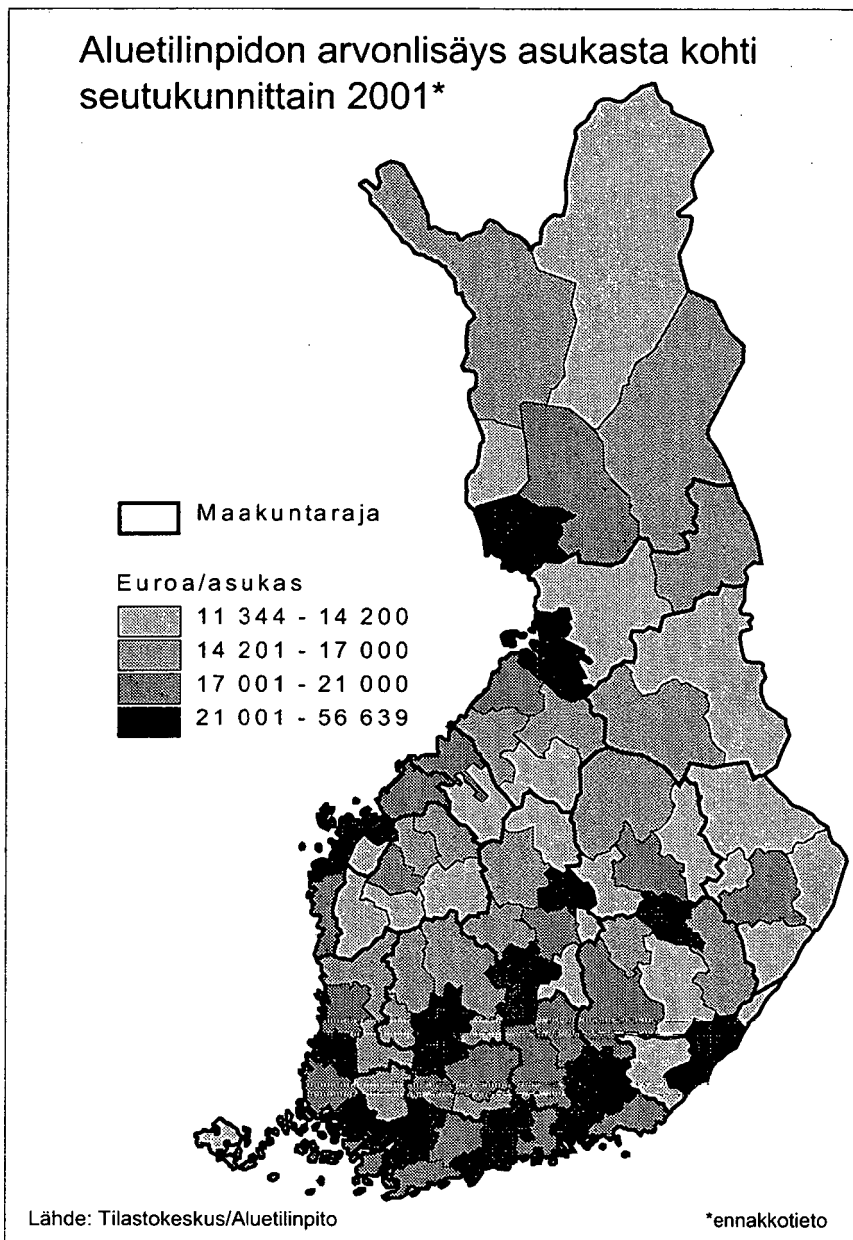 Aluetilinpidon arvonlisäys asukasta kohti
seutukunnittain 2001*
Maakuntaraja
Euroa/asukas
11 344 - 14 200
14 201 - 17 000
17 001 - 21 000
21 001 - 56 639
Lähde: Tilastokeskus/Aluetilinpito
*ennakkotieto